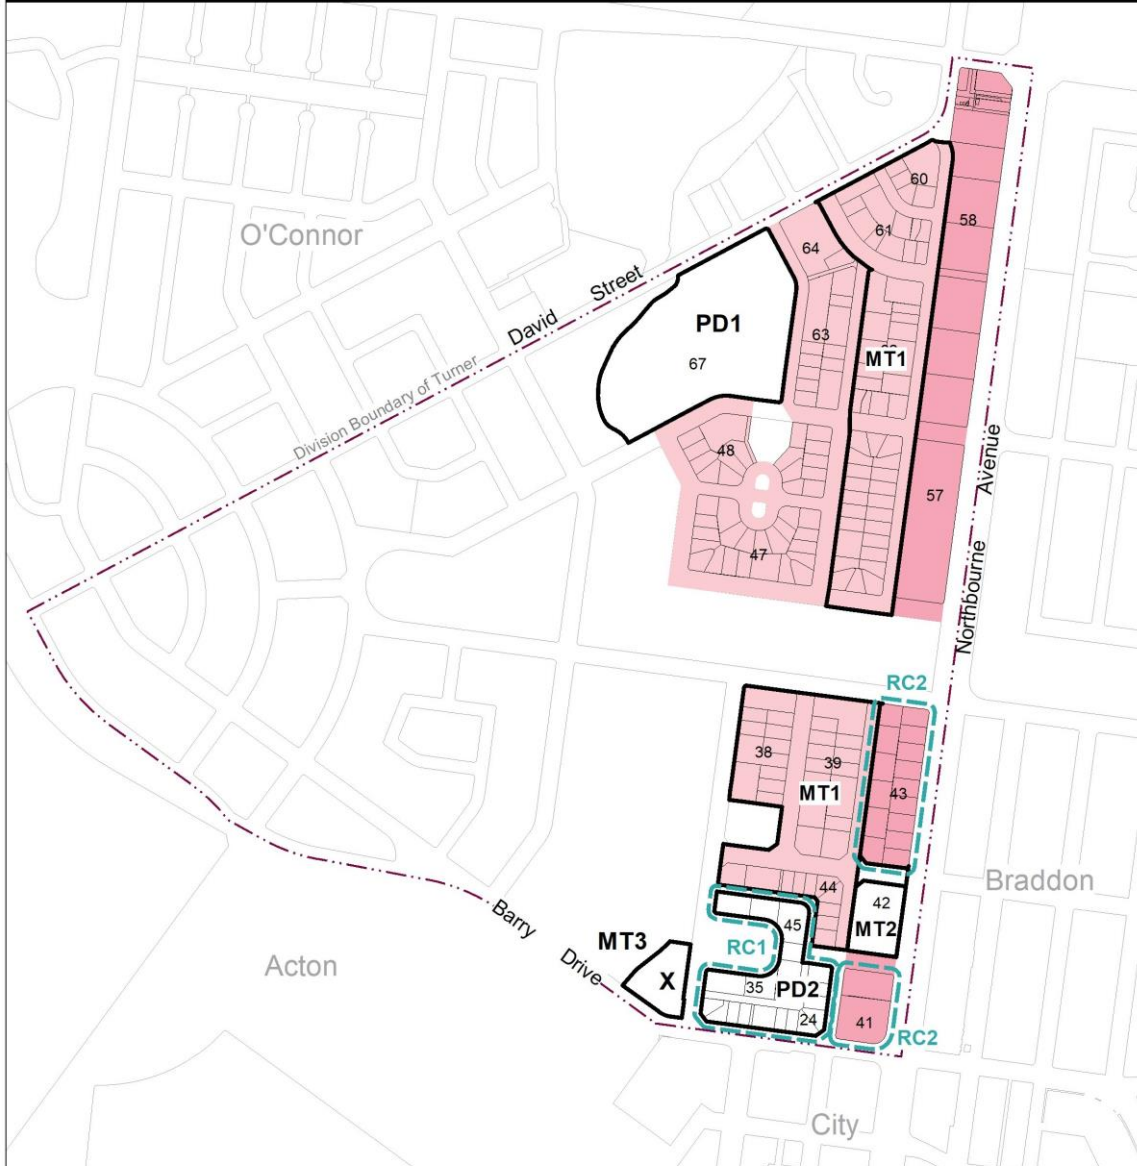 60
58
61
O'Connor
64
Street
PD1
David
63
MT1
67
Division Boundary of Turner
48
Avenue
57
47
Northbourne
RC2
38
39
MT1
43
44
Braddon
42
45
Barry
MT2
MT3
RC1
Drive
Acton
X
35
PD2
24
41
RC2
City